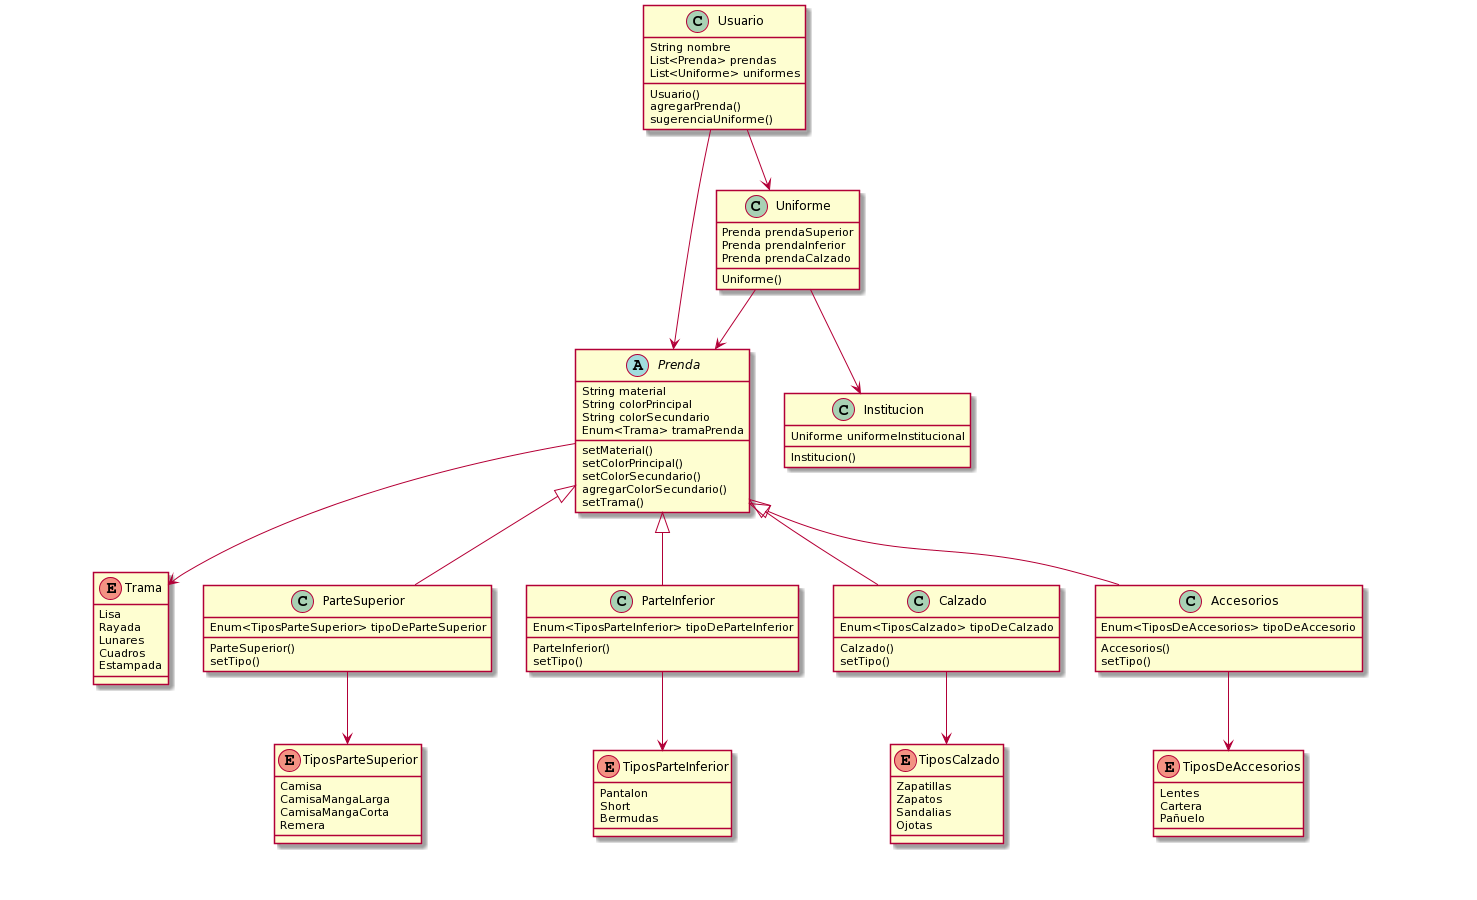 C Usuario
String nombre
List<Prenda> prendas
List<Uniforme> uniformes
Usuario()
agregarPrenda()
sugerenciaUniforme()
C Uniforme
Prenda prendaSuperior
Prenda prendaInferior
Prenda prendaCalzado
Uniforme()
A Prenda
String material
String colorPrincipal
String colorSecundario
Enum<Trama> tramaPrenda
setMaterial()
setColorPrincipal()
setColorSecundario()
agregarColorSecundario()
setTrama()
C Institucion
Uniforme uniformeInstitucional
Institucion()
E Trama
Lisa
Rayada
Lunares
Cuadros
Estampada
C ParteSuperior
Enum<TiposParteSuperior> tipoDeParteSuperior
ParteSuperior()
setTipo()
C ParteInferior
Enum<TiposParteInferior> tipoDeParteInferior
ParteInferior()
setTipo()
C Calzado
Enum<TiposCalzado> tipoDeCalzado
Calzado()
setTipo()
C Accesorios
Enum<TiposDeAccesorios> tipoDeAccesorio
Accesorios()
setTipo()
E TiposParteSuperior
Camisa
CamisaMangaLarga
CamisaMangaCorta
Remera
E TiposParteInferior
Pantalon
Short
Bermudas
E TiposCalzado
Zapatillas
Zapatos
Sandalias
Ojotas
E TiposDeAccesorios
Lentes
Cartera
Pañuelo